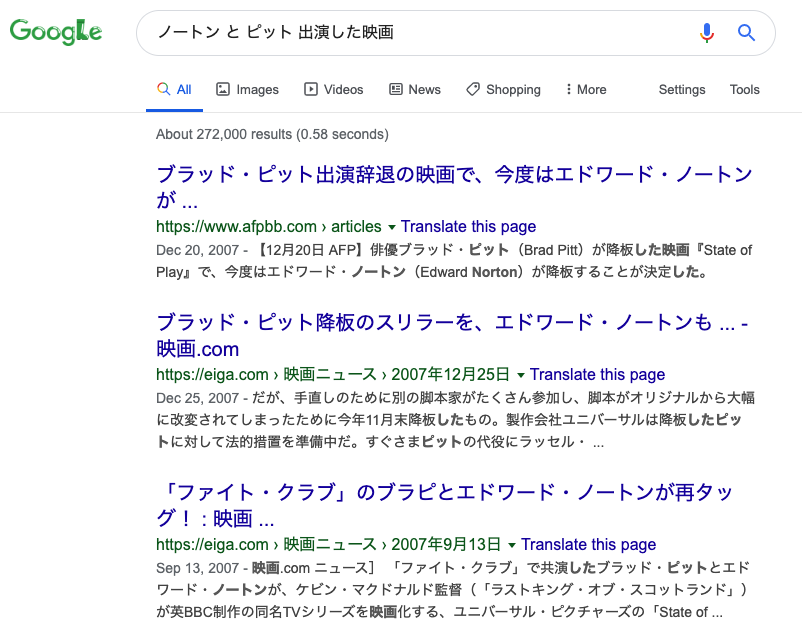 Google
ノートン と ピット 出演した映画
All Images Videos News Shopping More Settings Tools
About 272,000 results (0.58 seconds)
ブラッド・ピット出演辞退の映画で、今度はエドワード・ノートン
が ...
https://www.afpbb.com › articles ▾ Translate this page
Dec 20, 2007 - 【12月20日 AFP】俳優ブラッド・ピット（Brad Pitt）が降板した映画『State of
Play』で、今度はエドワード・ノートン（Edward Norton）が降板することが決定した。
ブラッド・ピット降板のスリラーを、エドワード・ノートンも ... -
映画.com
https://eiga.com › 映画ニュース › 2007年12月25日 ▾ Translate this page
Dec 25, 2007 - だが、手直しのために別の脚本家がたくさん参加し、脚本がオリジナルから大幅
に改変されてしまったために今年11月末降板したもの。製作会社ユニバーサルは降板したピッ
トに対して法的措置を準備中だ。すぐさまピットの代役にラッセル・ ...
「ファイト・クラブ」のブラピとエドワード・ノートンが再タッ
グ！ : 映画 ...
https://eiga.com › 映画ニュース › 2007年9月13日 ▾ Translate this page
Sep 13, 2007 - 映画.com ニュース］ 「ファイト・クラブ」で共演したブラッド・ピットとエド
ワード・ノートンが、ケビン・マクドナルド監督（「ラストキング・オブ・スコットランド」）
が英BBC制作の同名TVシリーズを映画化する、ユニバーサル・ピクチャーズの「State of ...